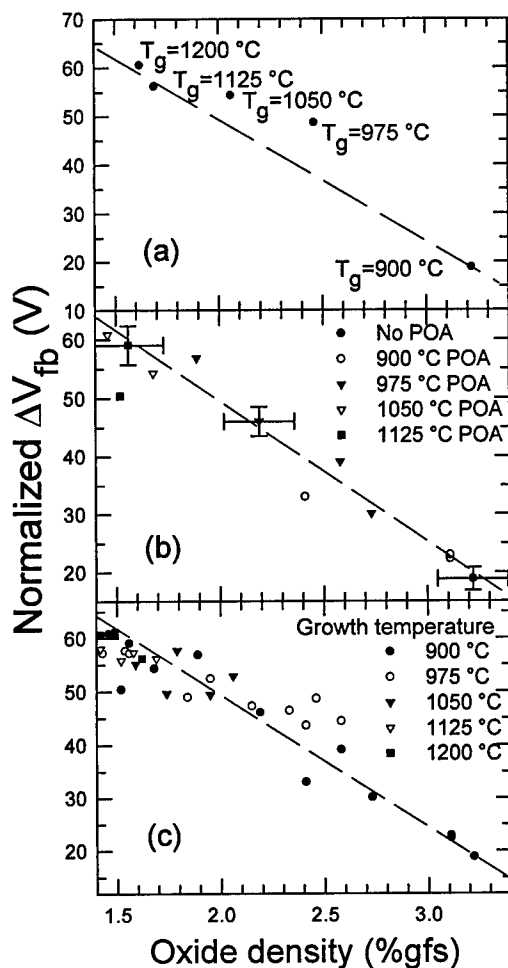 70
60
50
40
30
20
10
T_g=1200 °C
T_g=1125 °C
T_g=1050 °C
T_g=975 °C
T_g=900 °C
(a)
Normalized ΔV_fb (V)
60
50
40
30
20
No POA
900 °C POA
975 °C POA
1050 °C POA
1125 °C POA
(b)
60
50
40
30
20
Growth temperature
900 °C
975 °C
1050 °C
1125 °C
1200 °C
(c)
1.5 2.0 2.5 3.0
Oxide density (%gfs)